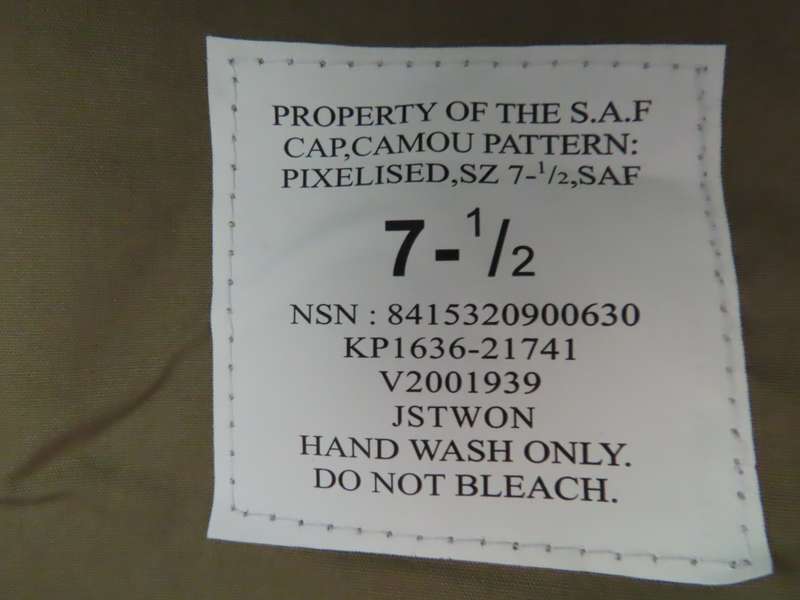 PROPERTY OF THE S.A.F
CAP,CAMOU PATTERN:
PIXELISED,SZ 7-1/2,SAF
7-1/2
NSN : 8415320900630
KP1636-21741
V2001939
JSTWON
HAND WASH ONLY.
DO NOT BLEACH.